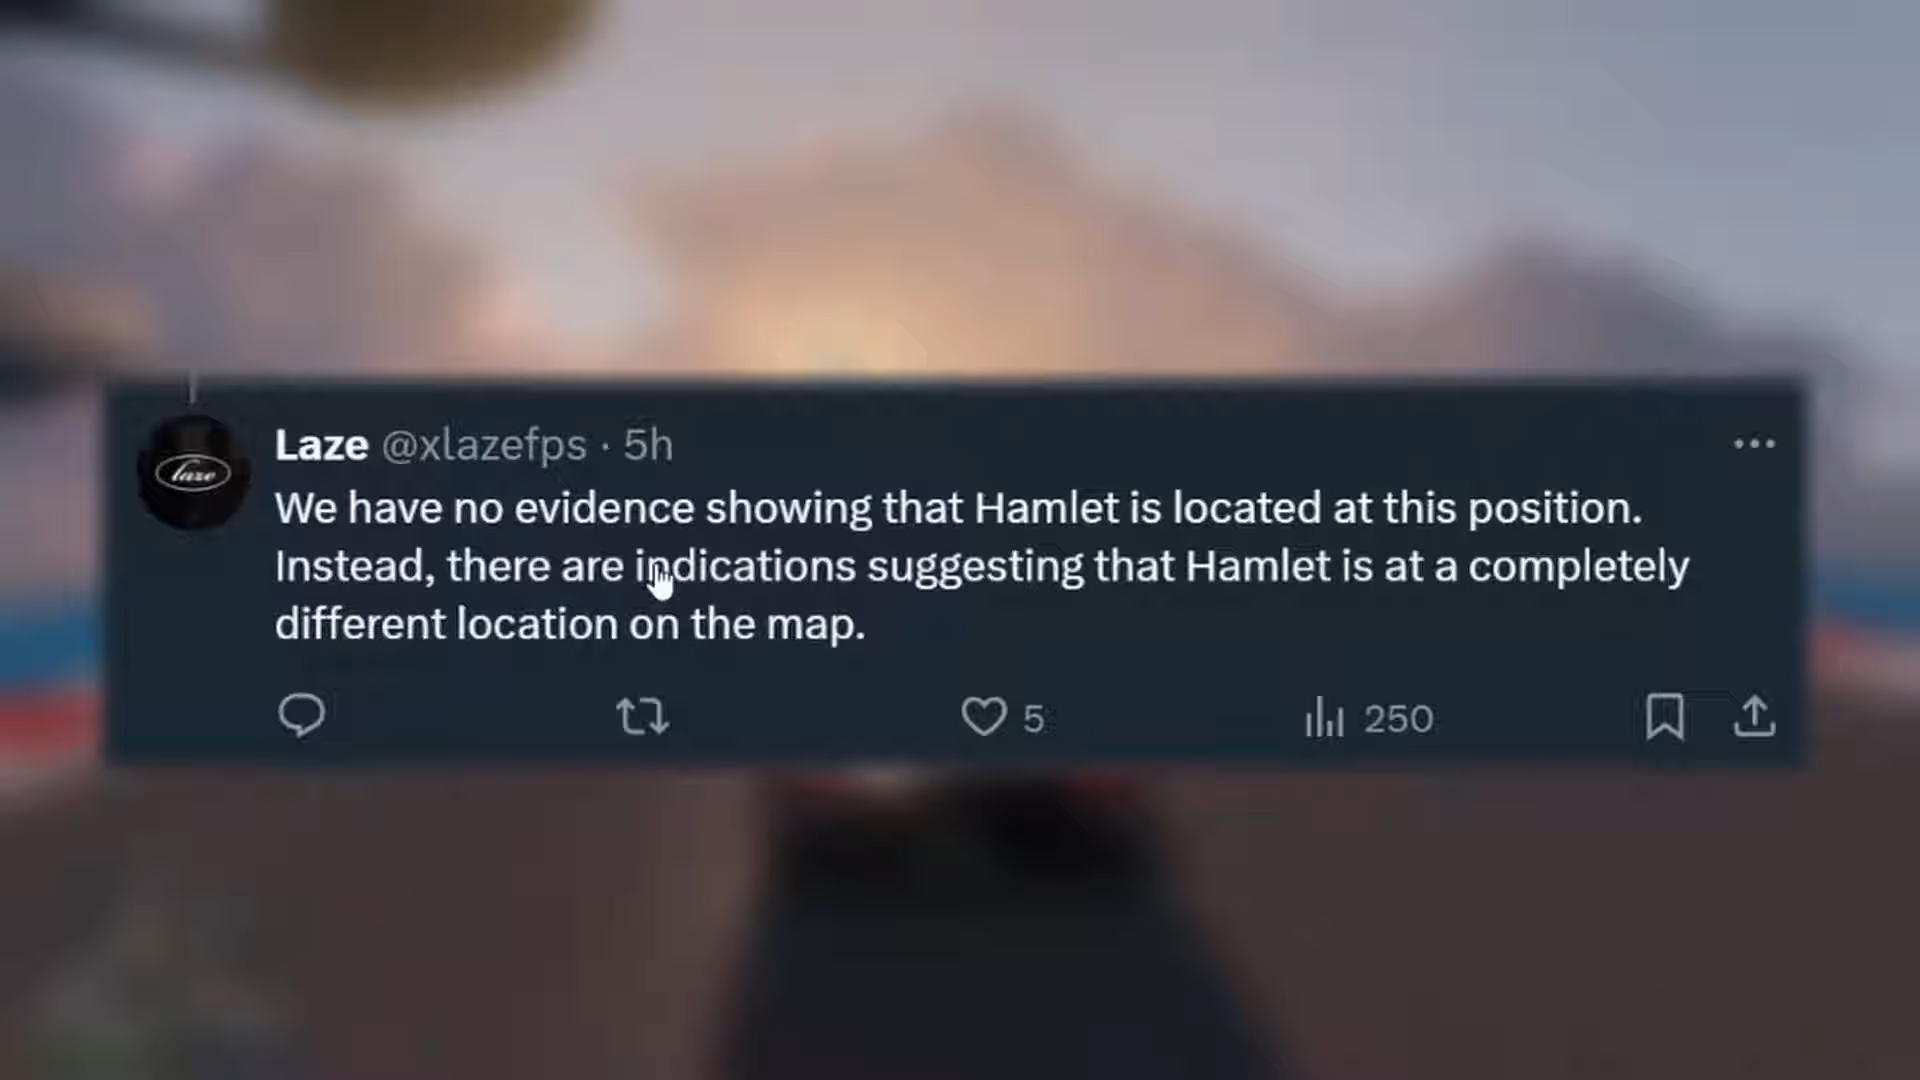 laze
Laze @xlazefps · 5h
We have no evidence showing that Hamlet is located at this position.
Instead, there are indications suggesting that Hamlet is at a completely
different location on the map.
5 250